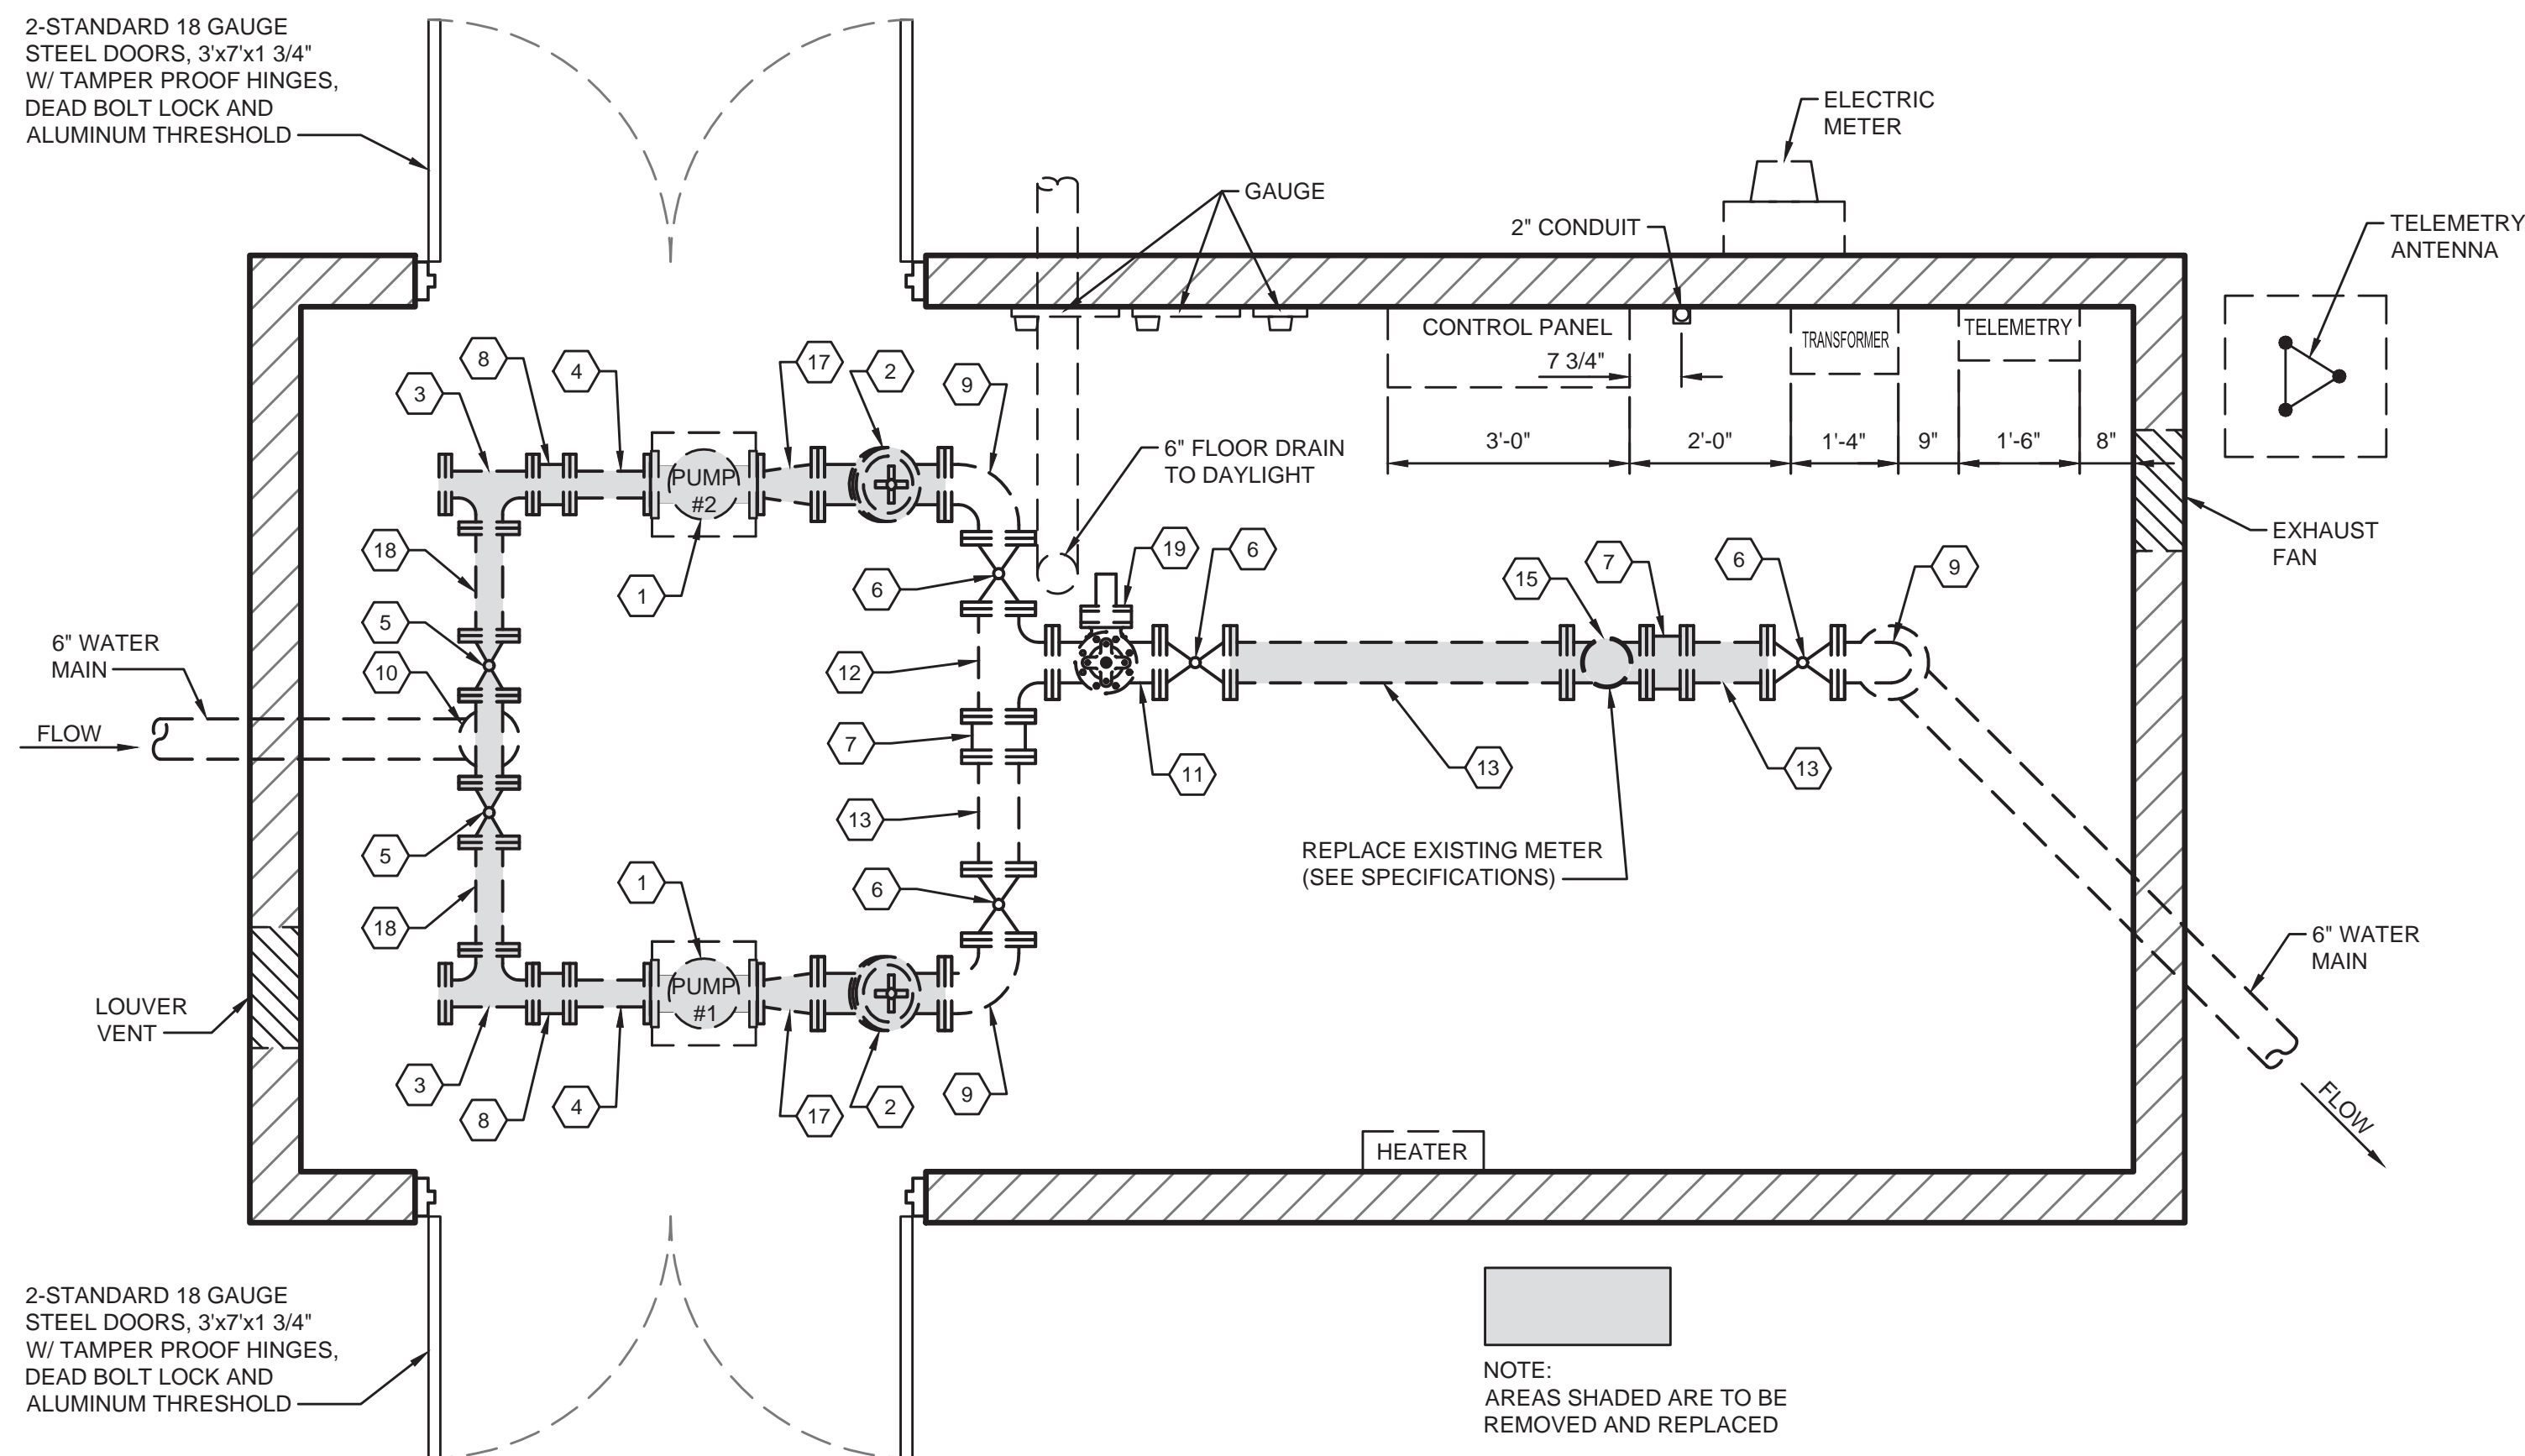 2-STANDARD 18 GAUGE
STEEL DOORS, 3'x7'x1 3/4"
W/ TAMPER PROOF HINGES,
DEAD BOLT LOCK AND
ALUMINUM THRESHOLD
ELECTRIC
METER
GAUGE
2" CONDUIT
TELEMETRY
ANTENNA
CONTROL PANEL
TRANSFORMER
TELEMETRY
7 3/4"
3'-0"
2'-0"
1'-4"
9"
1'-6"
8"
8
4
17
2
9
3
6" FLOOR DRAIN
TO DAYLIGHT
PUMP
#2
EXHAUST
FAN
18
1
6
19
6
15
7
6
9
5
10
6" WATER
MAIN
FLOW
12
7
11
13
13
5
13
REPLACE EXISTING METER
(SEE SPECIFICATIONS)
1
6
18
6" WATER
MAIN
LOUVER
VENT
PUMP
#1
3
8
4
17
2
9
FLOW
HEATER
2-STANDARD 18 GAUGE
STEEL DOORS, 3'x7'x1 3/4"
W/ TAMPER PROOF HINGES,
DEAD BOLT LOCK AND
ALUMINUM THRESHOLD
NOTE:
AREAS SHADED ARE TO BE
REMOVED AND REPLACED